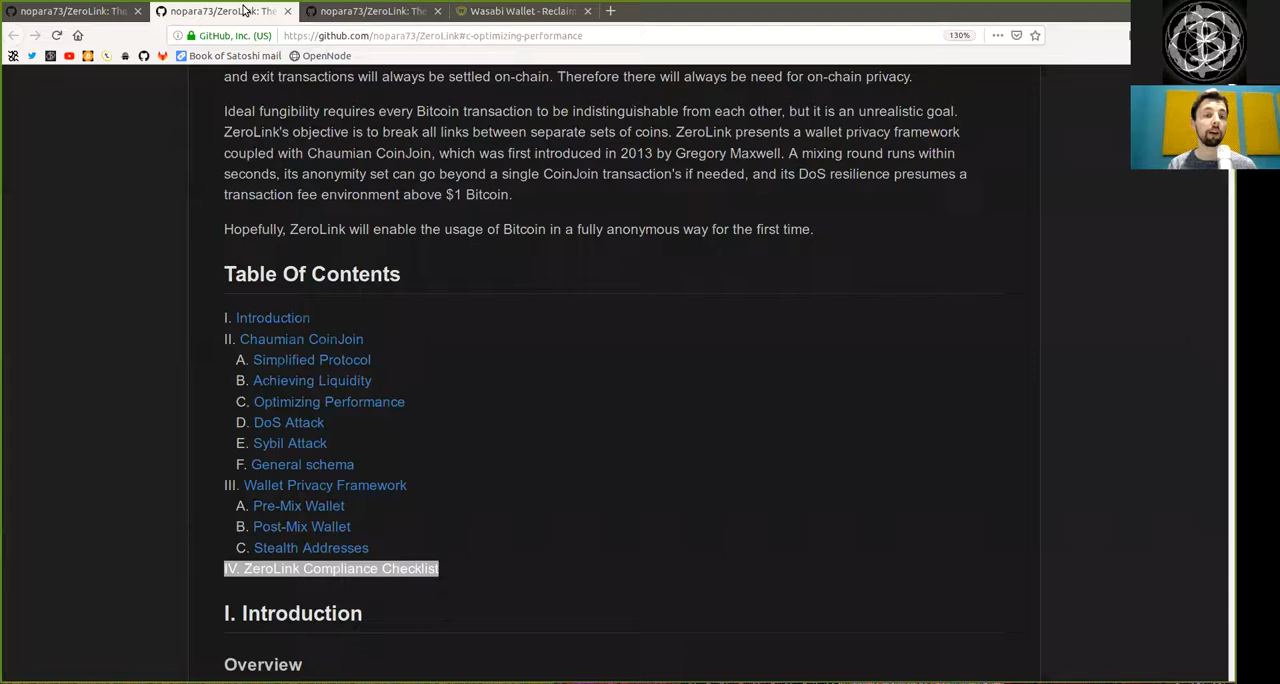 nopara73/ZeroLink: The
nopara73/ZeroLink: The
nopara73/ZeroLink: The
Wasabi Wallet - Reclaim
GitHub, Inc. (US)
https://github.com/nopara73/ZeroLink#c-optimizing-performance
130%
Book of Satoshi mail
OpenNode
and exit transactions will always be settled on-chain. Therefore there will always be need for on-chain privacy.
Ideal fungibility requires every Bitcoin transaction to be indistinguishable from each other, but it is an unrealistic goal.
ZeroLink's objective is to break all links between separate sets of coins. ZeroLink presents a wallet privacy framework
coupled with Chaumian CoinJoin, which was first introduced in 2013 by Gregory Maxwell. A mixing round runs within
seconds, its anonymity set can go beyond a single CoinJoin transaction's if needed, and its DoS resilience presumes a
transaction fee environment above $1 Bitcoin.
Hopefully, ZeroLink will enable the usage of Bitcoin in a fully anonymous way for the first time.
Table Of Contents
I. Introduction
II. Chaumian CoinJoin
A. Simplified Protocol
B. Achieving Liquidity
C. Optimizing Performance
D. DoS Attack
E. Sybil Attack
F. General schema
III. Wallet Privacy Framework
A. Pre-Mix Wallet
B. Post-Mix Wallet
C. Stealth Addresses
IV. ZeroLink Compliance Checklist
I. Introduction
Overview